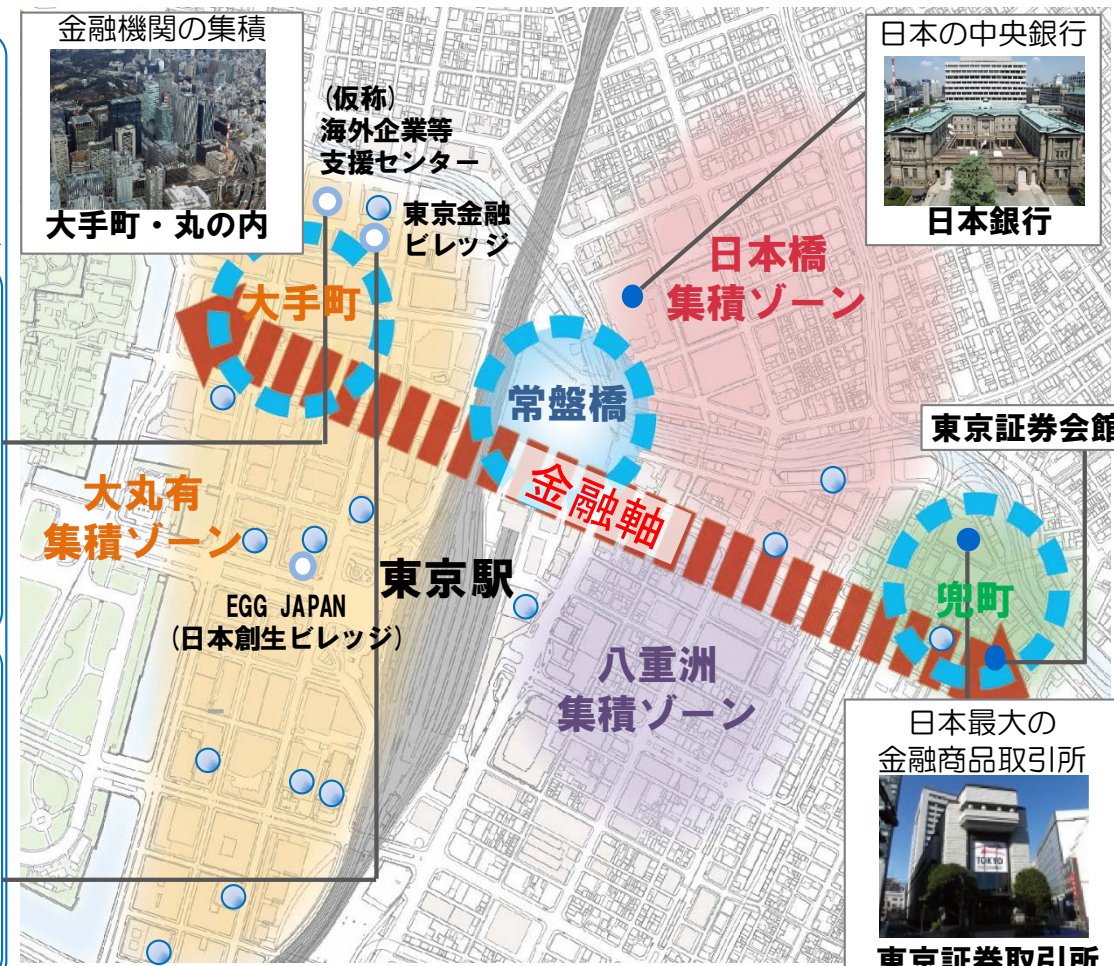 金融機関の集積
大手町・丸の内
(仮称)
海外企業等
支援センター
東京金融
ビレッジ
日本の中央銀行
日本銀行
日本橋
集積ゾーン
大手町
常盤橋
東京証券会館
金融軸
大丸有
集積ゾーン
東京駅
兜町
EGG JAPAN
(日本創生ビレッジ)
八重洲
集積ゾーン
日本最大の
金融商品取引所
TOKYO
東京証券取引所